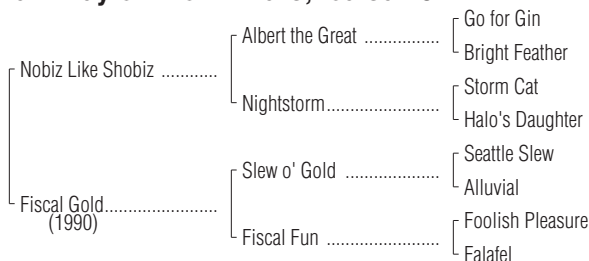 Go for Gin
Albert the Great ................
Bright Feather
Nobiz Like Shobiz ............
Storm Cat
Nightstorm........................
Halo's Daughter
Seattle Slew
Slew o' Gold ....................
Alluvial
Fiscal Gold........................
(1990)
Foolish Pleasure
Fiscal Fun ........................
Falafel